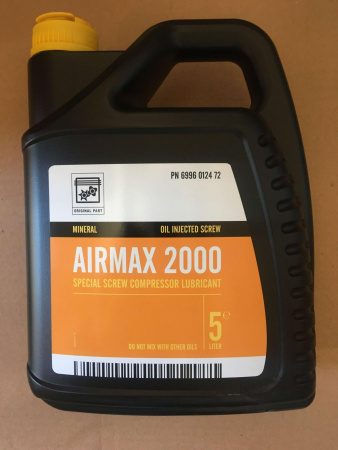 PN 6996 0124 72
ORIGINAL PART
MINERAL OIL INJECTED SCREW
AIRMAX 2000
SPECIAL SCREW COMPRESSOR LUBRICANT
5 e
LITER
DO NOT MIX WITH OTHER OILS